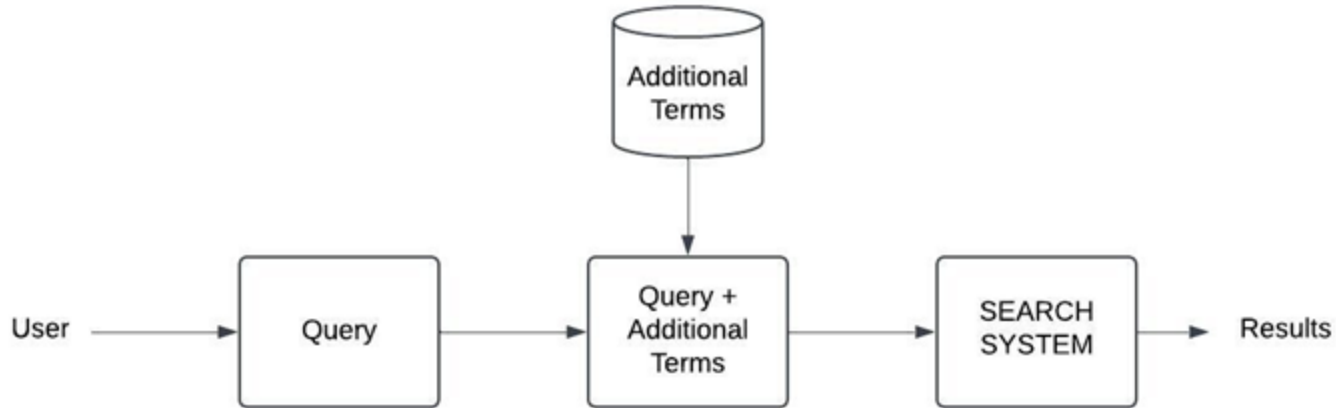 Additional
Terms
User
Query
Query +
Additional
Terms
SEARCH
SYSTEM
Results